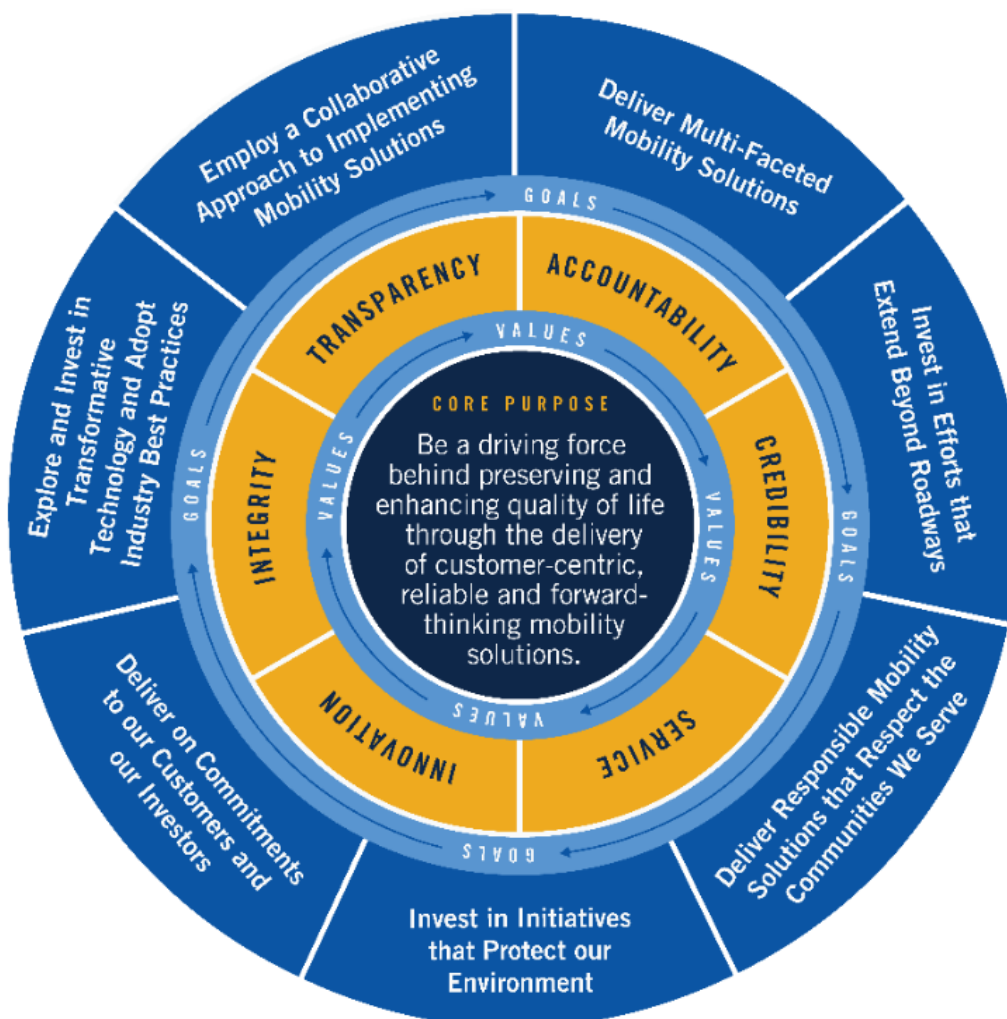 Employ a Collaborative
Approach to Implementing
Mobility Solutions
Deliver Multi-Faceted
Mobility Solutions
Invest in Efforts that
Extend Beyond Roadways
Deliver Responsible Mobility
Solutions that Respect the
Communities We Serve
Invest in Initiatives
that Protect our
Environment
Deliver on Commitments
to our Customers and
our Investors
Explore and Invest in
Transformative
Technology and Adopt
Industry Best Practices
GOALS
GOALS
GOALS
GOALS
TRANSPARENCY
ACCOUNTABILITY
CREDIBILITY
SERVICE
INNOVATION
INTEGRITY
VALUES
VALUES
VALUES
VALUES
CORE PURPOSE
Be a driving force
behind preserving and
enhancing quality of life
through the delivery
of customer-centric,
reliable and forward-
thinking mobility
solutions.